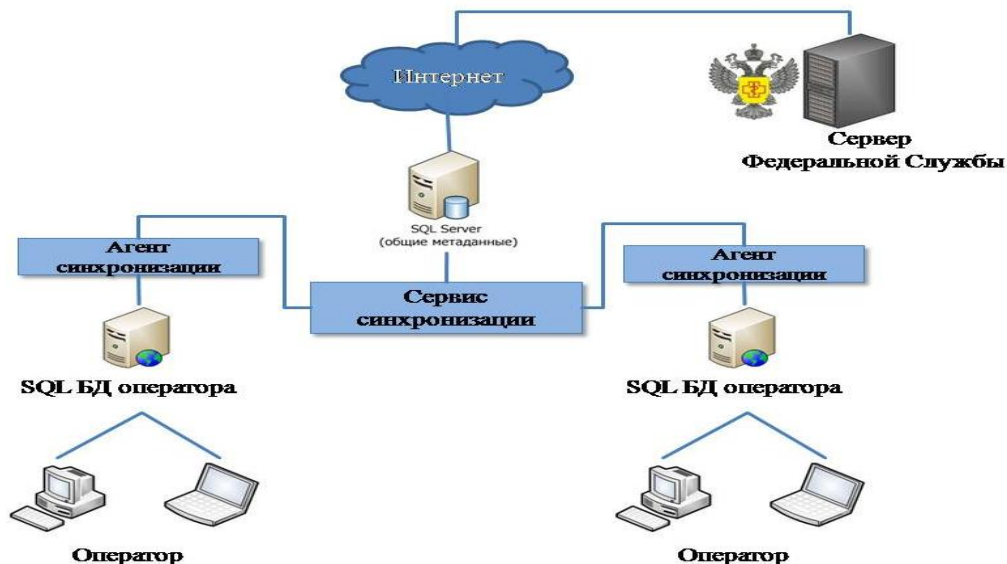 Интернет
Сервер
Федеральной Службы
SQL Server
(общие метаданные)
Агент
синхронизации
Сервис
синхронизации
Агент
синхронизации
SQL БД оператора
SQL БД оператора
Оператор
Оператор